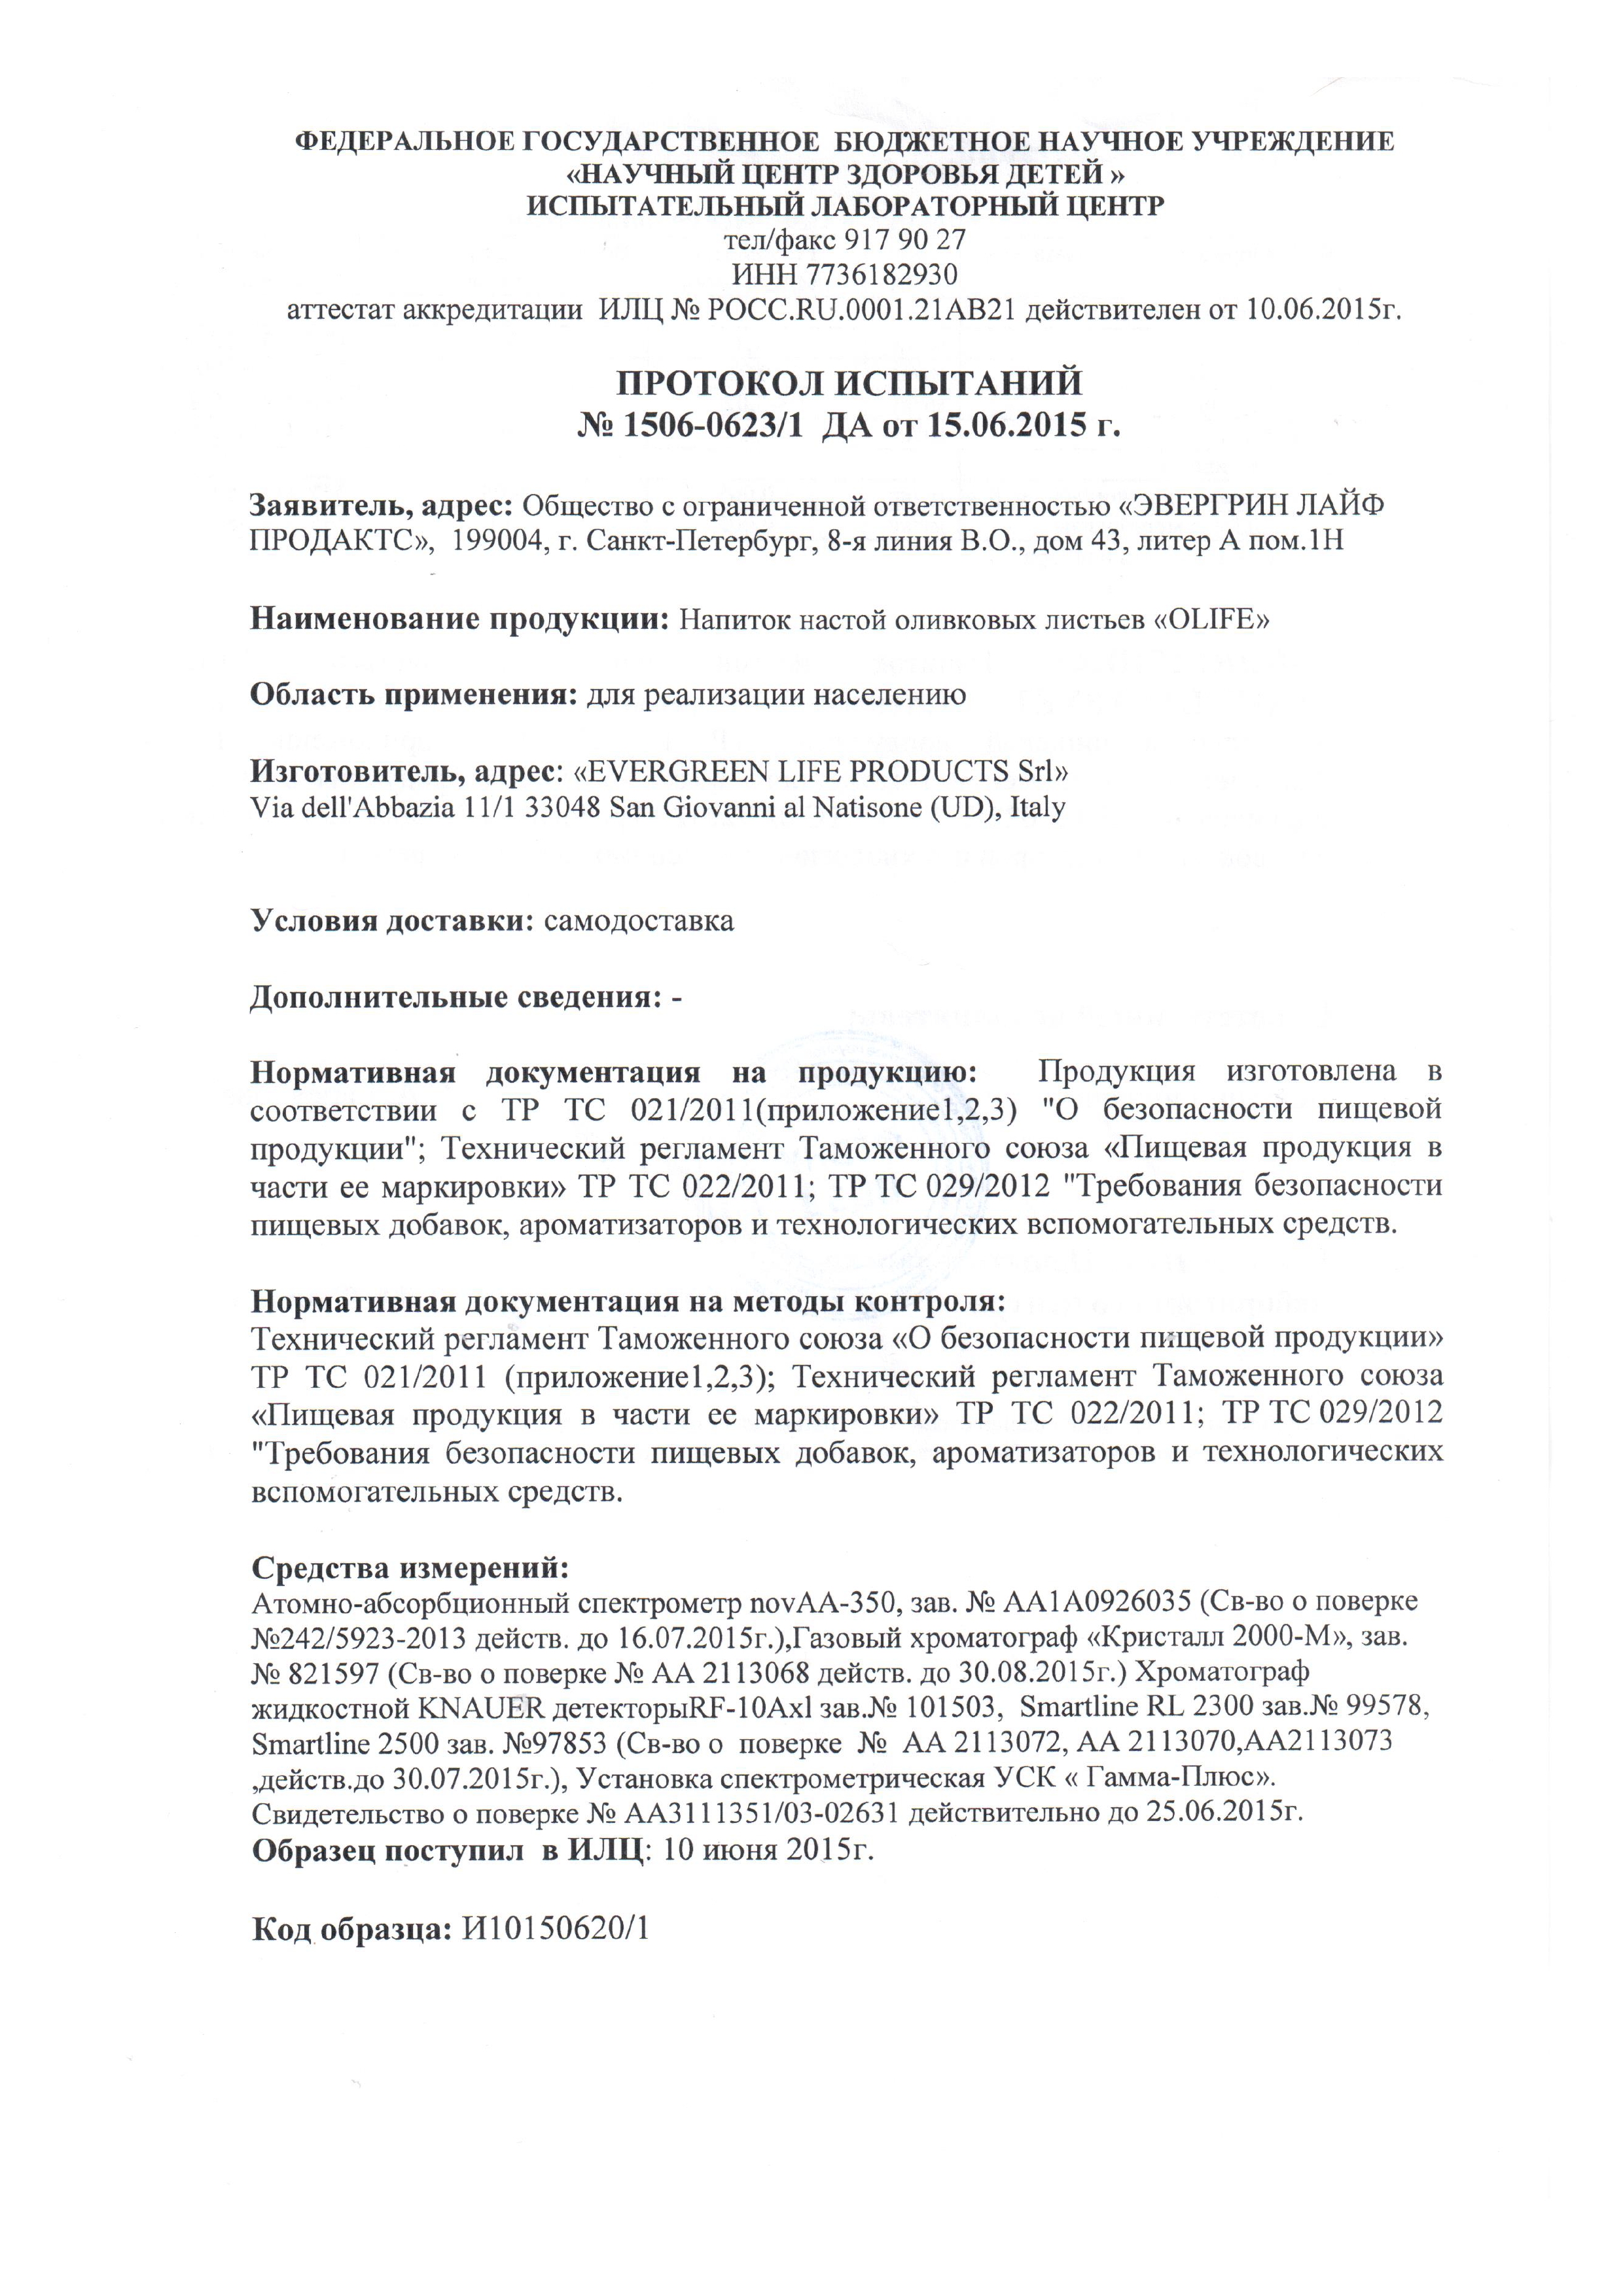 ФЕДЕРАЛЬНОЕ ГОСУДАРСТВЕННОЕ БЮДЖЕТНОЕ НАУЧНОЕ УЧРЕЖДЕНИЕ
«НАУЧНЫЙ ЦЕНТР ЗДОРОВЬЯ ДЕТЕЙ »
ИСПЫТАТЕЛЬНЫЙ ЛАБОРАТОРНЫЙ ЦЕНТР
тел/факс 917 90 27
ИНН 7736182930
аттестат аккредитации ИЛЦ № РОСС.RU.0001.21АВ21 действителен от 10.06.2015г.
ПРОТОКОЛ ИСПЫТАНИЙ
№ 1506-0623/1 ДА от 15.06.2015 г.
Заявитель, адрес: Общество с ограниченной ответственностью «ЭВЕРГРИН ЛАЙФ
ПРОДАКТС», 199004, г. Санкт-Петербург, 8-я линия В.О., дом 43, литер А пом.1Н
Наименование продукции: Напиток настой оливковых листьев «OLIFE»
Область применения: для реализации населению
Изготовитель, адрес: «EVERGREEN LIFE PRODUCTS Srl»
Via dell'Abbazia 11/1 33048 San Giovanni al Natisone (UD), Italy
Условия доставки: самодоставка
Дополнительные сведения: -
Нормативная документация на продукцию: Продукция изготовлена в
соответствии с ТР ТС 021/2011(приложение1,2,3) "О безопасности пищевой
продукции"; Технический регламент Таможенного союза «Пищевая продукция в
части ее маркировки» ТР ТС 022/2011; ТР ТС 029/2012 "Требования безопасности
пищевых добавок, ароматизаторов и технологических вспомогательных средств.
Нормативная документация на методы контроля:
Технический регламент Таможенного союза «О безопасности пищевой продукции»
ТР ТС 021/2011 (приложение1,2,3); Технический регламент Таможенного союза
«Пищевая продукция в части ее маркировки» ТР ТС 022/2011; ТР ТС 029/2012
"Требования безопасности пищевых добавок, ароматизаторов и технологических
вспомогательных средств.
Средства измерений:
Атомно-абсорбционный спектрометр novAA-350, зав. № АА1А0926035 (Св-во о поверке
№242/5923-2013 действ. до 16.07.2015г.),Газовый хроматограф «Кристалл 2000-М», зав.
№ 821597 (Св-во о поверке № АА 2113068 действ. до 30.08.2015г.) Хроматограф
жидкостной KNAUER детекторыRF-10Axl зав.№ 101503, Smartline RL 2300 зав.№ 99578,
Smartline 2500 зав. №97853 (Св-во о поверке № АА 2113072, АА 2113070,АА2113073
,действ.до 30.07.2015г.), Установка спектрометрическая УСК « Гамма-Плюс».
Свидетельство о поверке № АА3111351/03-02631 действительно до 25.06.2015г.
Образец поступил в ИЛЦ: 10 июня 2015г.
Код образца: И10150620/1